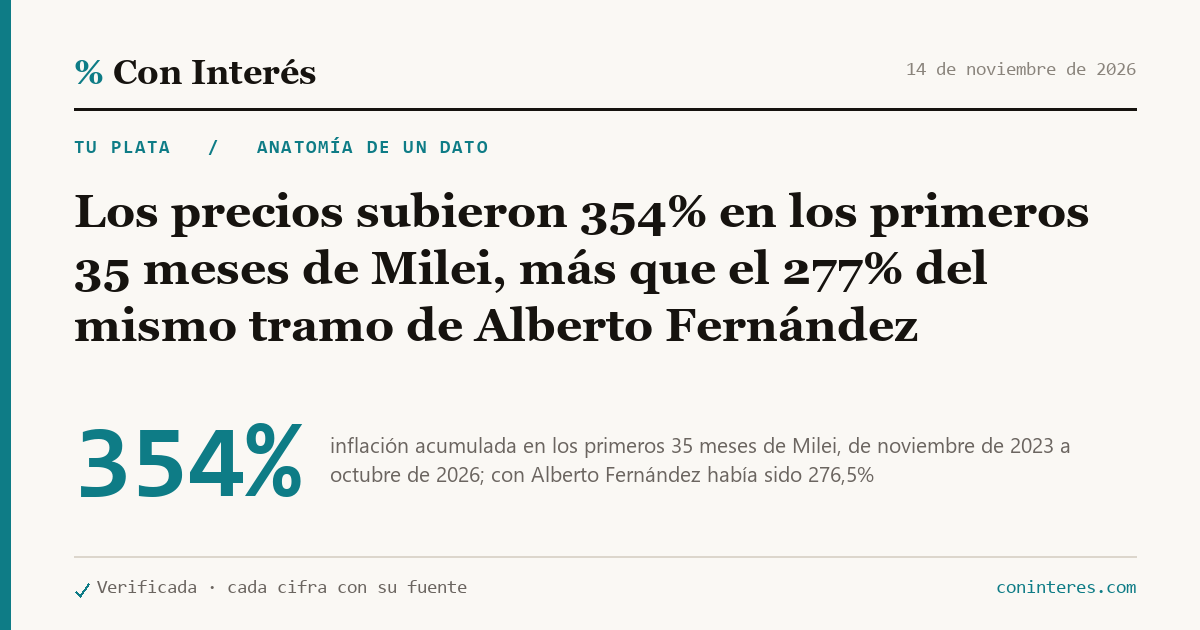 % Con Interés
14 de noviembre de 2026
TU PLATA / ANATOMÍA DE UN DATO
Los precios subieron 354% en los primeros
35 meses de Milei, más que el 277% del
mismo tramo de Alberto Fernández
354%
inflación acumulada en los primeros 35 meses de Milei, de noviembre de 2023 a
octubre de 2026; con Alberto Fernández había sido 276,5%
✓ Verificada · cada cifra con su fuente
coninteres.com